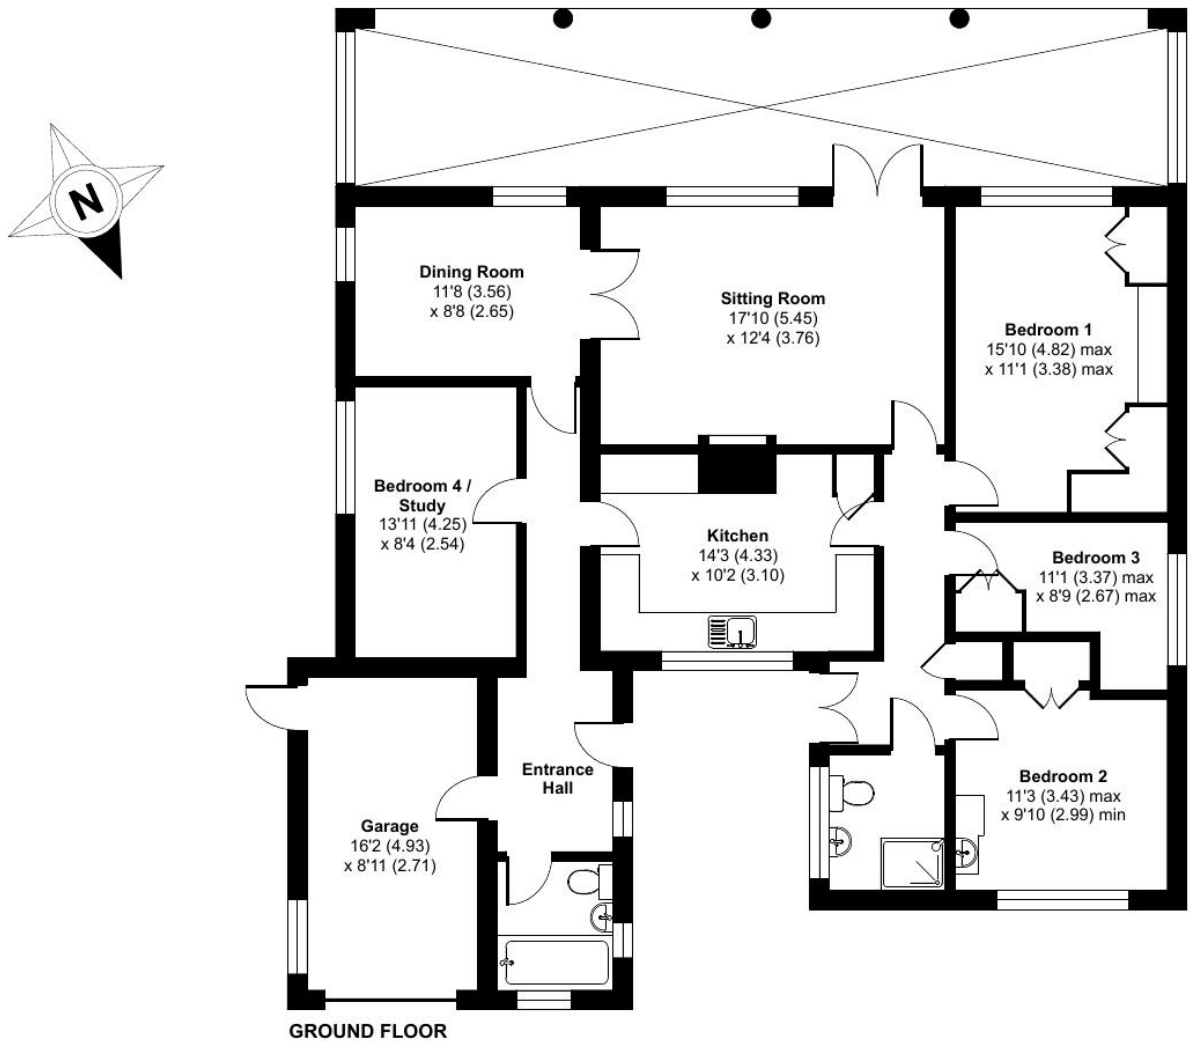 N
Dining Room
11'8 (3.56)
x 8'8 (2.65)
Sitting Room
17'10 (5.45)
x 12'4 (3.76)
Bedroom 1
15'10 (4.82) max
x 11'1 (3.38) max
Bedroom 4 /
Study
13'11 (4.25)
x 8'4 (2.54)
Kitchen
14'3 (4.33)
x 10'2 (3.10)
Bedroom 3
11'1 (3.37) max
x 8'9 (2.67) max
Entrance
Hall
Bedroom 2
11'3 (3.43) max
x 9'10 (2.99) min
Garage
16'2 (4.93)
x 8'11 (2.71)
GROUND FLOOR